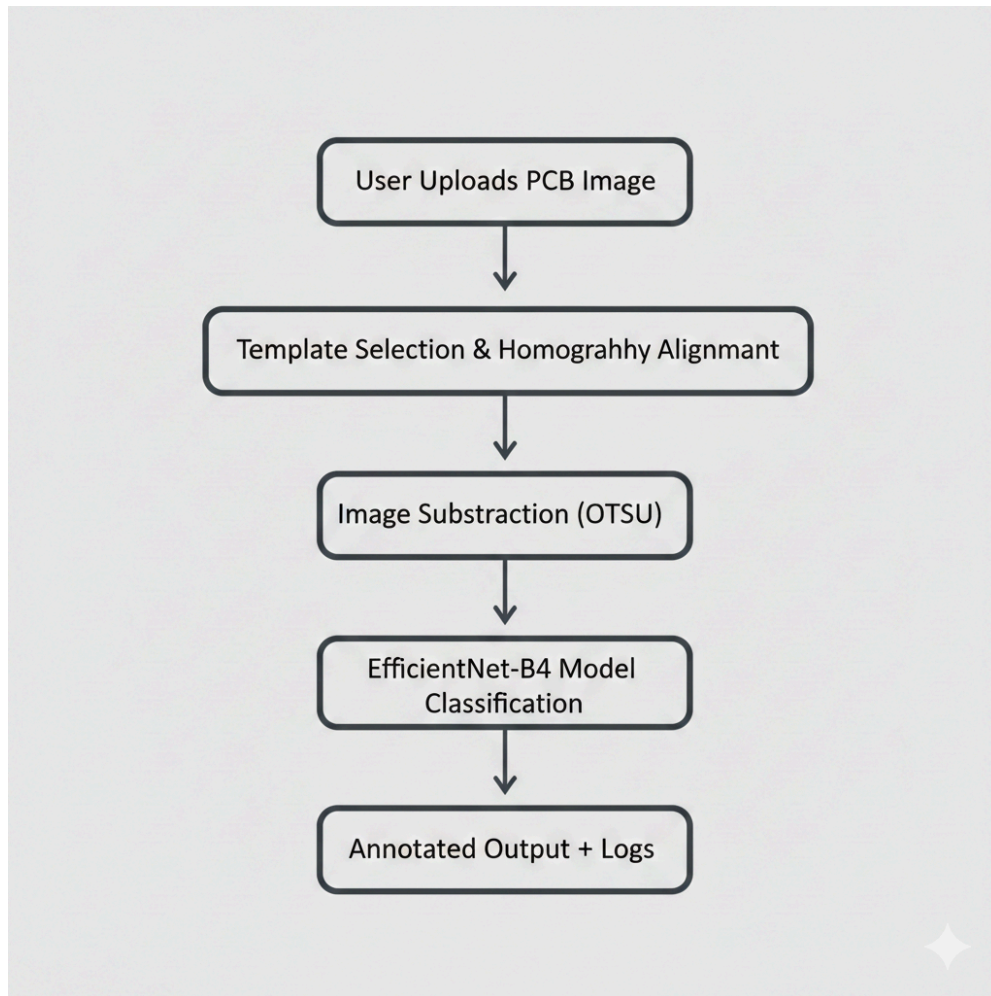 User Uploads PCB Image
Template Selection & Homograhhy Alignmant
Image Substraction (OTSU)
EfficientNet-B4 Model
Classification
Annotated Output + Logs